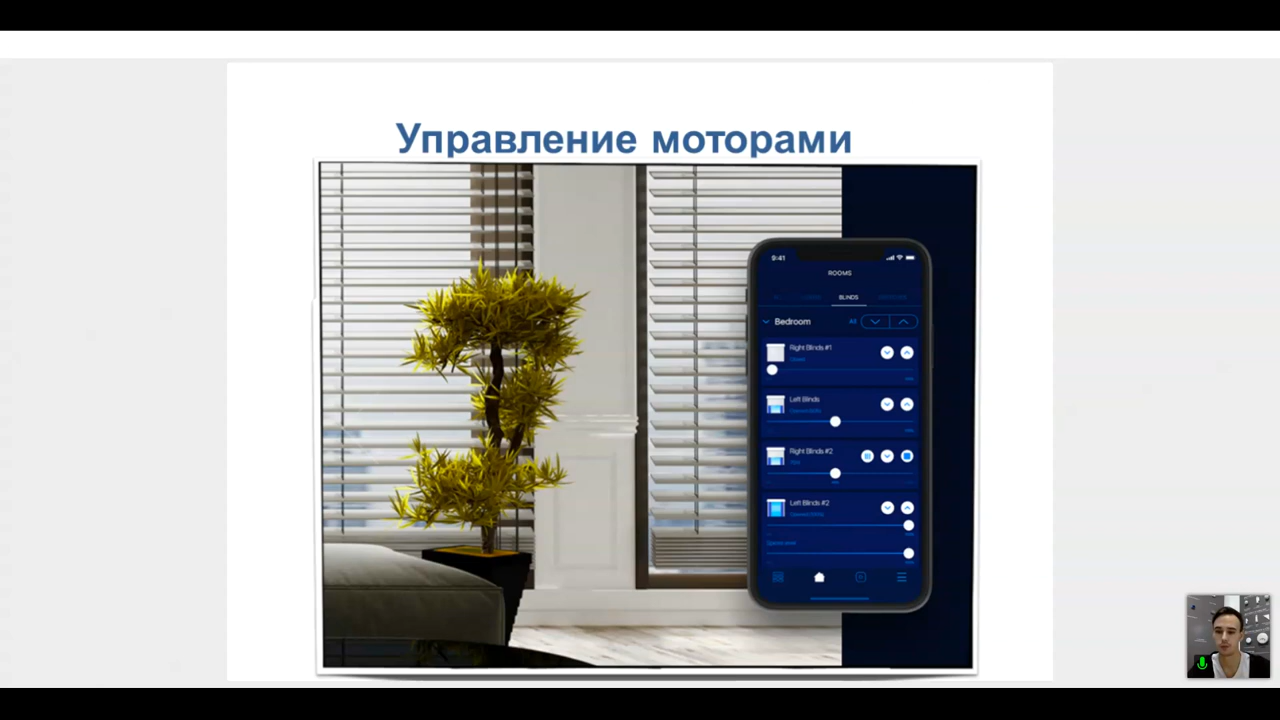 Управление моторами
9:41
ROOMS
BLINDS
Bedroom
All
Right Blinds #1
Closed
Left Blinds
Right Blinds #2
Left Blinds #2